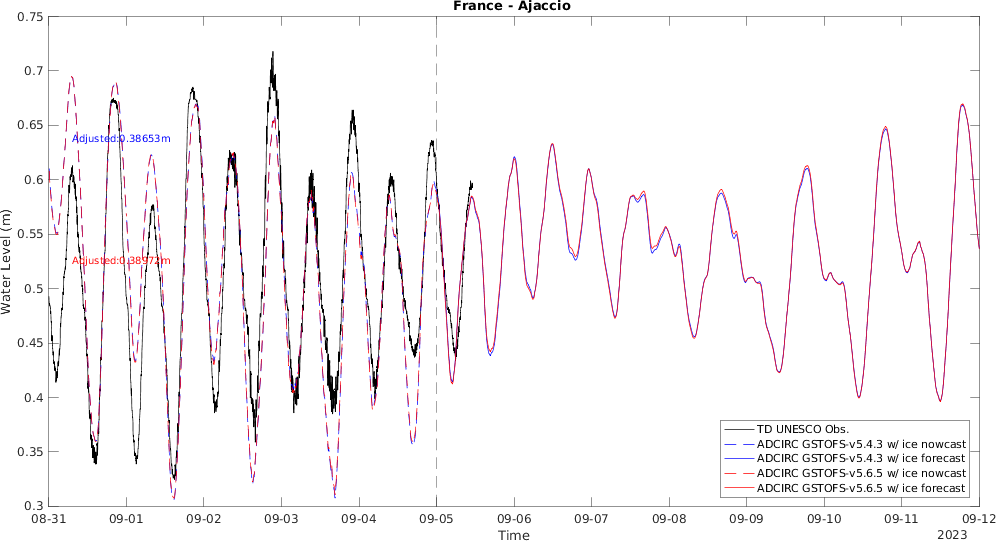 France - Ajaccio
0.75
0.7
0.65
0.6
0.55
0.5
0.45
0.4
0.35
0.3
Water Level (m)
Adjusted:0.38653m
Adjusted:0.38972m
TD UNESCO Obs.
ADCIRC GSTOFS-v5.4.3 w/ ice nowcast
ADCIRC GSTOFS-v5.4.3 w/ ice forecast
ADCIRC GSTOFS-v5.6.5 w/ ice nowcast
ADCIRC GSTOFS-v5.6.5 w/ ice forecast
08-31 09-01 09-02 09-03 09-04 09-05 09-06 09-07 09-08 09-09 09-10 09-11 09-12
Time
2023